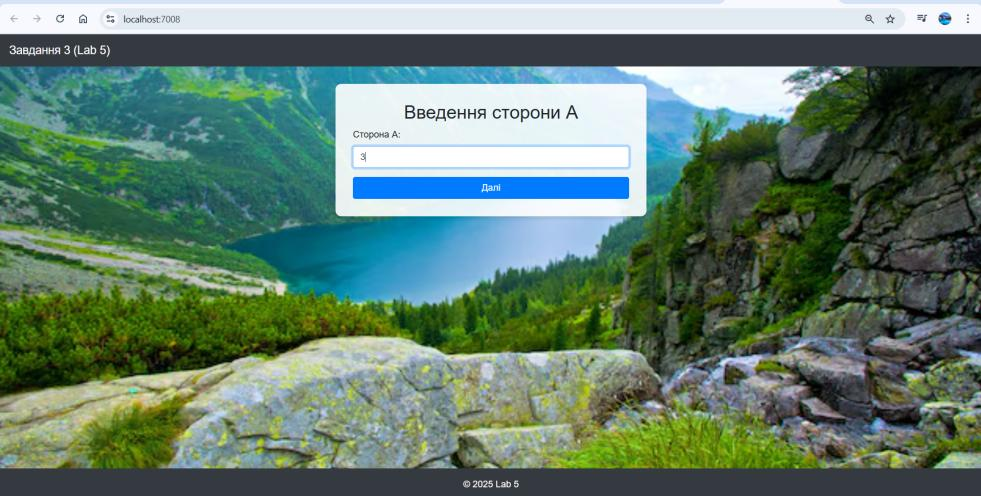 localhost:7008
Завдання 3 (Lab 5)
Введення сторони А
Сторона А:
3
Далі
© 2025 Lab 5